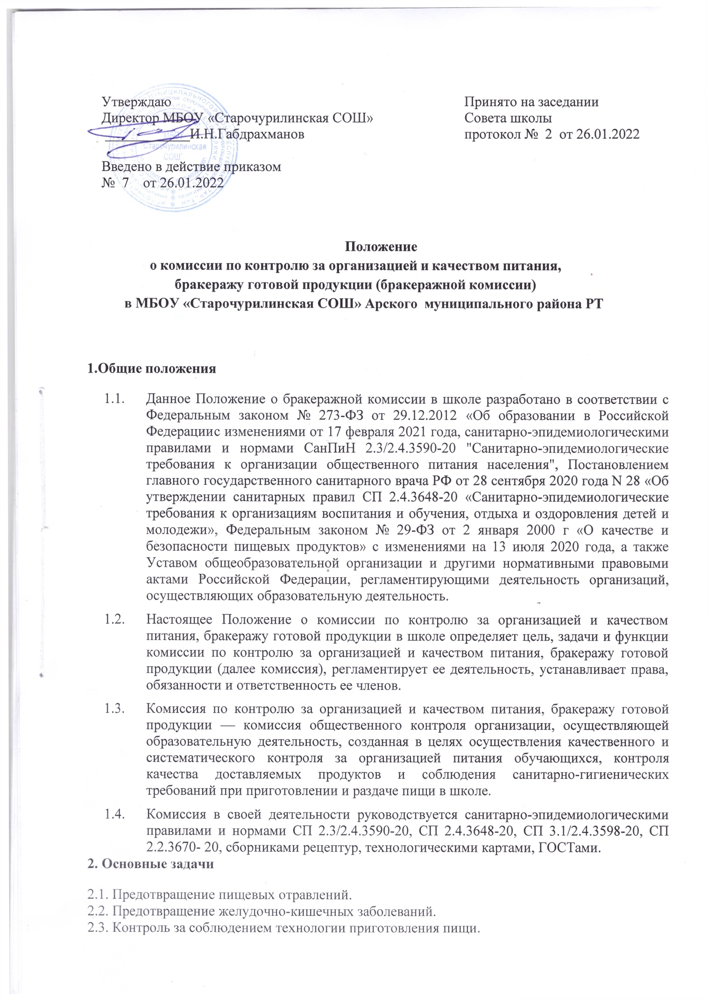 Утверждаю
Директор МБОУ «Старочурилинская СОШ»
____________И.Н.Габдрахманов
Введено в действие приказом
№ 7 от 26.01.2022
Принято на заседании
Совета школы
протокол № 2 от 26.01.2022
Старочурилинская
СОШ"
Положение
о комиссии по контролю за организацией и качеством питания,
бракеражу готовой продукции (бракеражной комиссии)
в МБОУ «Старочурилинская СОШ» Арского муниципального района РТ
1.Общие положения
1.1. Данное Положение о бракеражной комиссии в школе разработано в соответствии с
Федеральным законом № 273-ФЗ от 29.12.2012 «Об образовании в Российской
Федерациис изменениями от 17 февраля 2021 года, санитарно-эпидемиологическими
правилами и нормами СанПиН 2.3/2.4.3590-20 "Санитарно-эпидемиологические
требования к организации общественного питания населения", Постановлением
главного государственного санитарного врача РФ от 28 сентября 2020 года N 28 «Об
утверждении санитарных правил СП 2.4.3648-20 «Санитарно-эпидемиологические
требования к организациям воспитания и обучения, отдыха и оздоровления детей и
молодежи», Федеральным законом № 29-ФЗ от 2 января 2000 г «О качестве и
безопасности пищевых продуктов» с изменениями на 13 июля 2020 года, а также
Уставом общеобразовательной организации и другими нормативными правовыми
актами Российской Федерации, регламентирующими деятельность организаций,
осуществляющих образовательную деятельность.
1.2. Настоящее Положение о комиссии по контролю за организацией и качеством
питания, бракеражу готовой продукции в школе определяет цель, задачи и функции
комиссии по контролю за организацией и качеством питания, бракеражу готовой
продукции (далее комиссия), регламентирует ее деятельность, устанавливает права,
обязанности и ответственность ее членов.
1.3. Комиссия по контролю за организацией и качеством питания, бракеражу готовой
продукции — комиссия общественного контроля организации, осуществляющей
образовательную деятельность, созданная в целях осуществления качественного и
систематического контроля за организацией питания обучающихся, контроля
качества доставляемых продуктов и соблюдения санитарно-гигиенических
требований при приготовлении и раздаче пищи в школе.
1.4. Комиссия в своей деятельности руководствуется санитарно-эпидемиологическими
правилами и нормами СП 2.3/2.4.3590-20, СП 2.4.3648-20, СП 3.1/2.4.3598-20, СП
2.2.3670- 20, сборниками рецептур, технологическими картами, ГОСТами.
2. Основные задачи
2.1. Предотвращение пищевых отравлений.
2.2. Предотвращение желудочно-кишечных заболеваний.
2.3. Контроль за соблюдением технологии приготовления пищи.